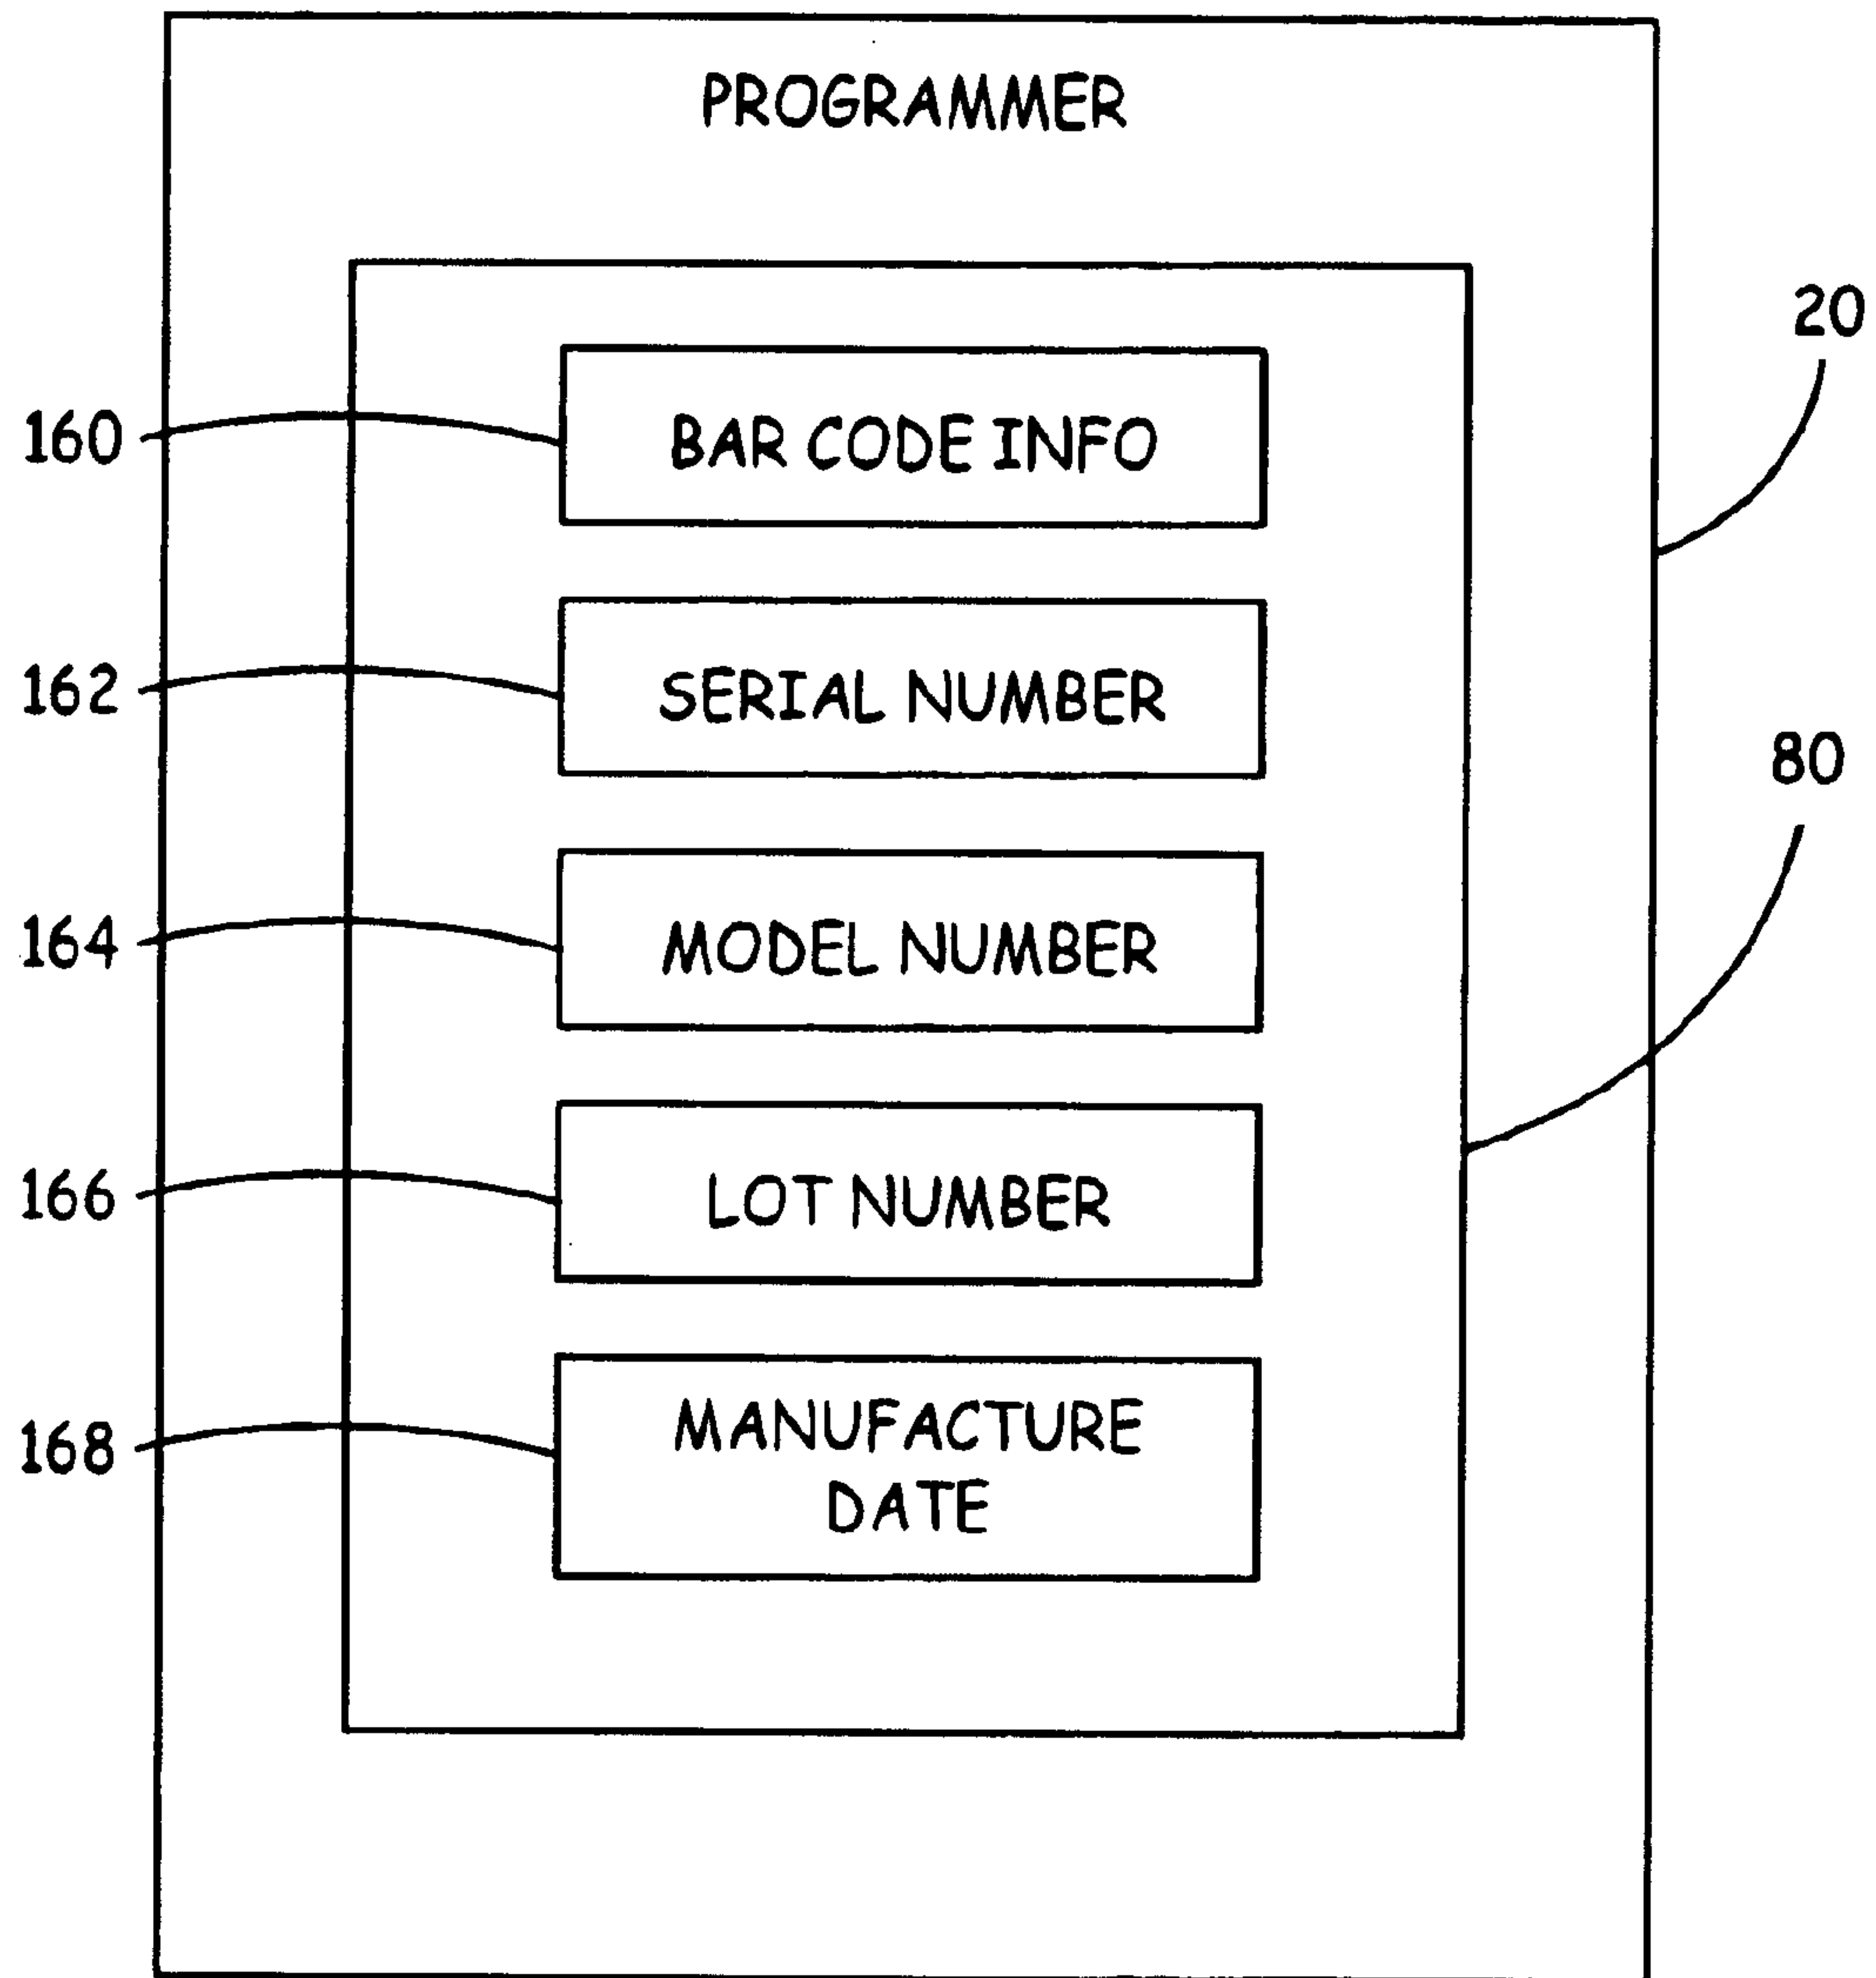 PROGRAMMER
20
160
BAR CODE INFO
162
SERIAL NUMBER
80
164
MODEL NUMBER
166
LOT NUMBER
168
MANUFACTURE
DATE